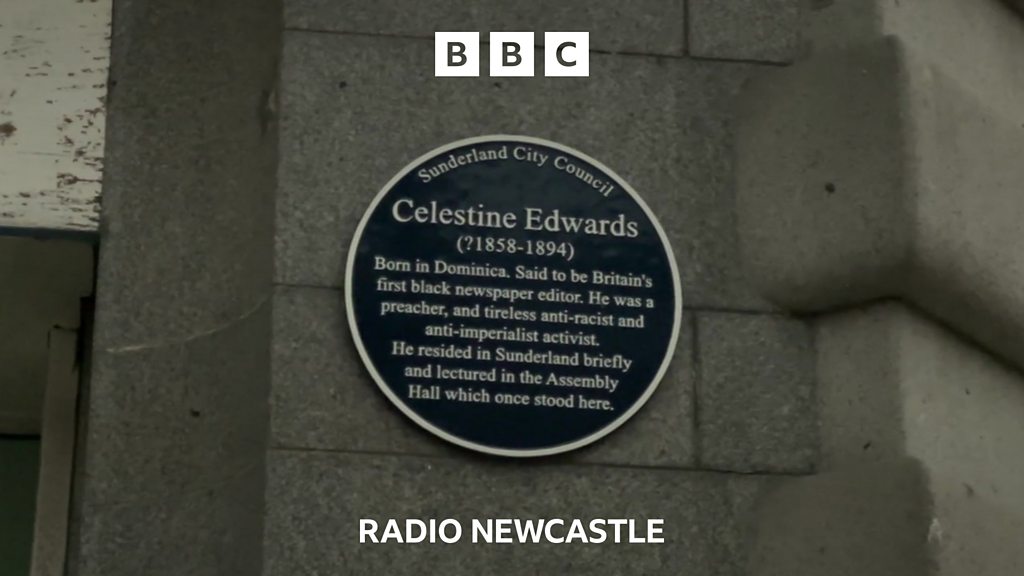 BBC
Sunderland City Council
Celestine Edwards
(?1858-1894)
Born in Dominica. Said to be Britain's
first black newspaper editor. He was a
preacher, and tireless anti-racist and
anti-imperialist activist.
He resided in Sunderland briefly
and lectured in the Assembly
Hall which once stood here.
RADIO NEWCASTLE